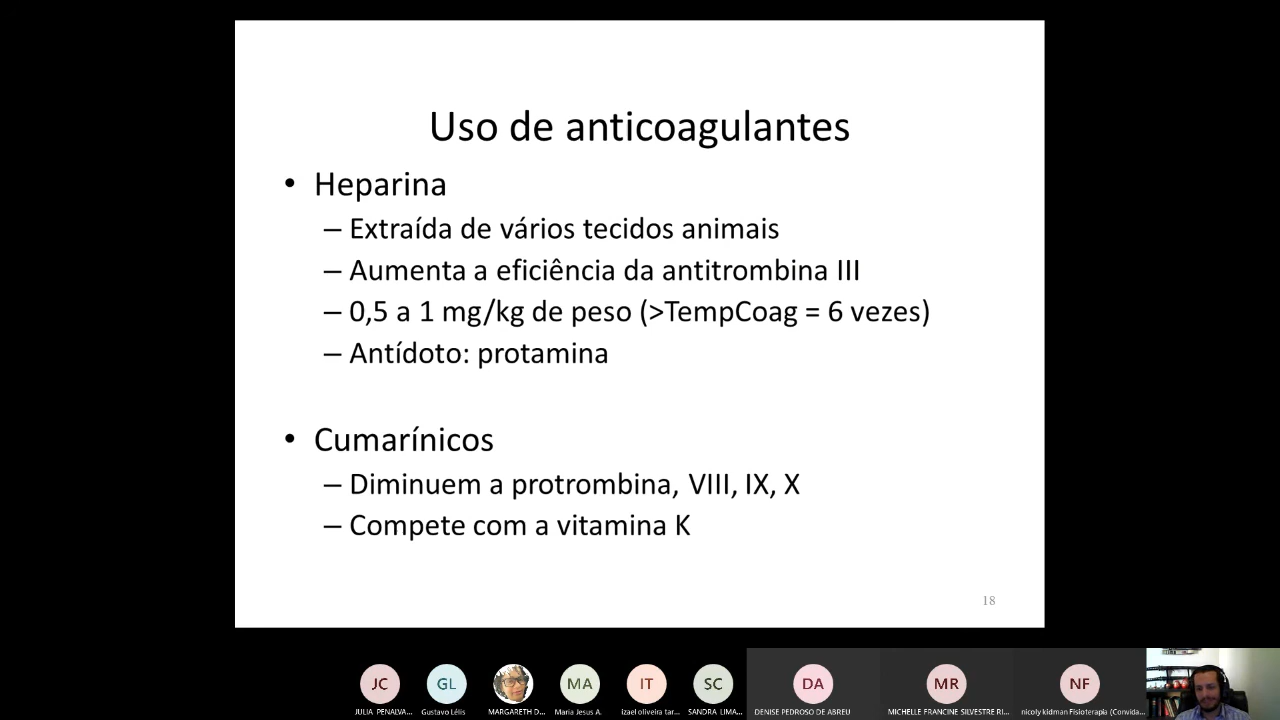 Uso de anticoagulantes
• Heparina
– Extraída de vários tecidos animais
– Aumenta a eficiência da antitrombina III
– 0,5 a 1 mg/kg de peso (>TempCoag = 6 vezes)
– Antídoto: protamina
• Cumarínicos
– Diminuem a protrombina, VIII, IX, X
– Compete com a vitamina K
18
JC GL MA IT SC DA MR NF
JULIA PENALVA... Gustavo Lélis MARGARETH D... Maria Jesus A. izael oliveira tar... SANDRA LIMA... DENISE PEDROSO DE ABREU MICHELLE FRANCINE SILVESTRE RI... nicoly kidman Fisioterapia (Convida...